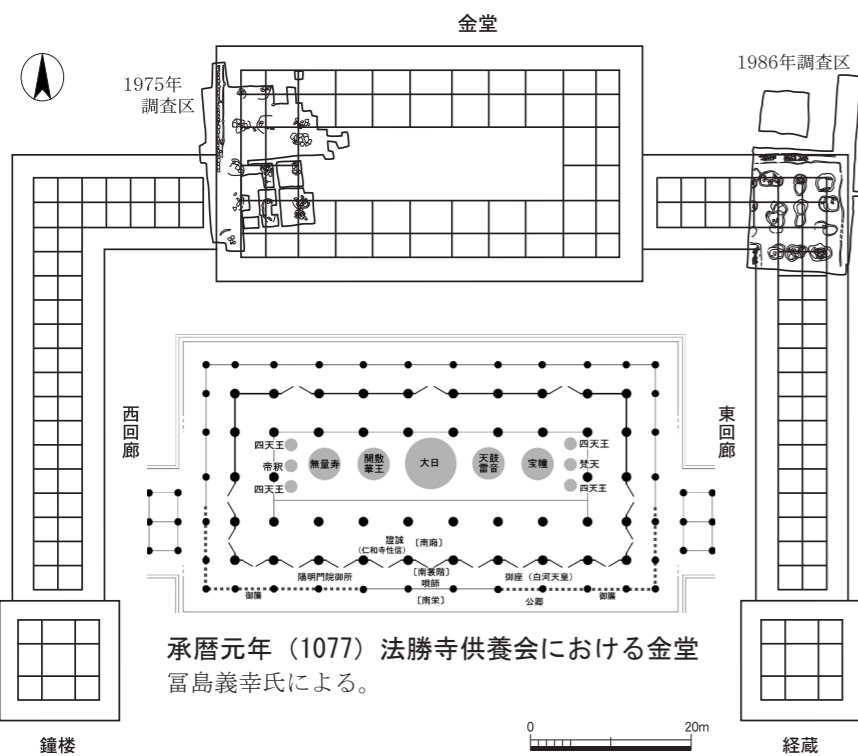 金堂
1975年
調査区
1986年調査区
西回廊
東回廊
四天王
帝釈
四天王
無量寿
開敷
華王
大日
天鼓
雷音
宝幢
四天王
梵天
四天王
證誠
(仁和寺性信)
〔南廂〕
陽明門院御所
〔南裳階〕
唄師
御座（白河天皇）
御簾
〔南栄〕
公卿
御簾
承暦元年（1077）法勝寺供養会における金堂
冨島義幸氏による。
0
20m
鐘楼
経蔵